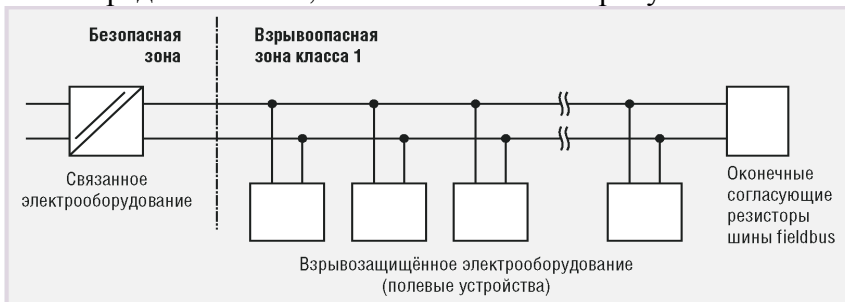 Безопасная
зона
Взрывоопасная
зона класса 1
Связанное
электрооборудование
Оконечные
согласующие
резисторы
шины fieldbus
Взрывозащищённое электрооборудование
(полевые устройства)